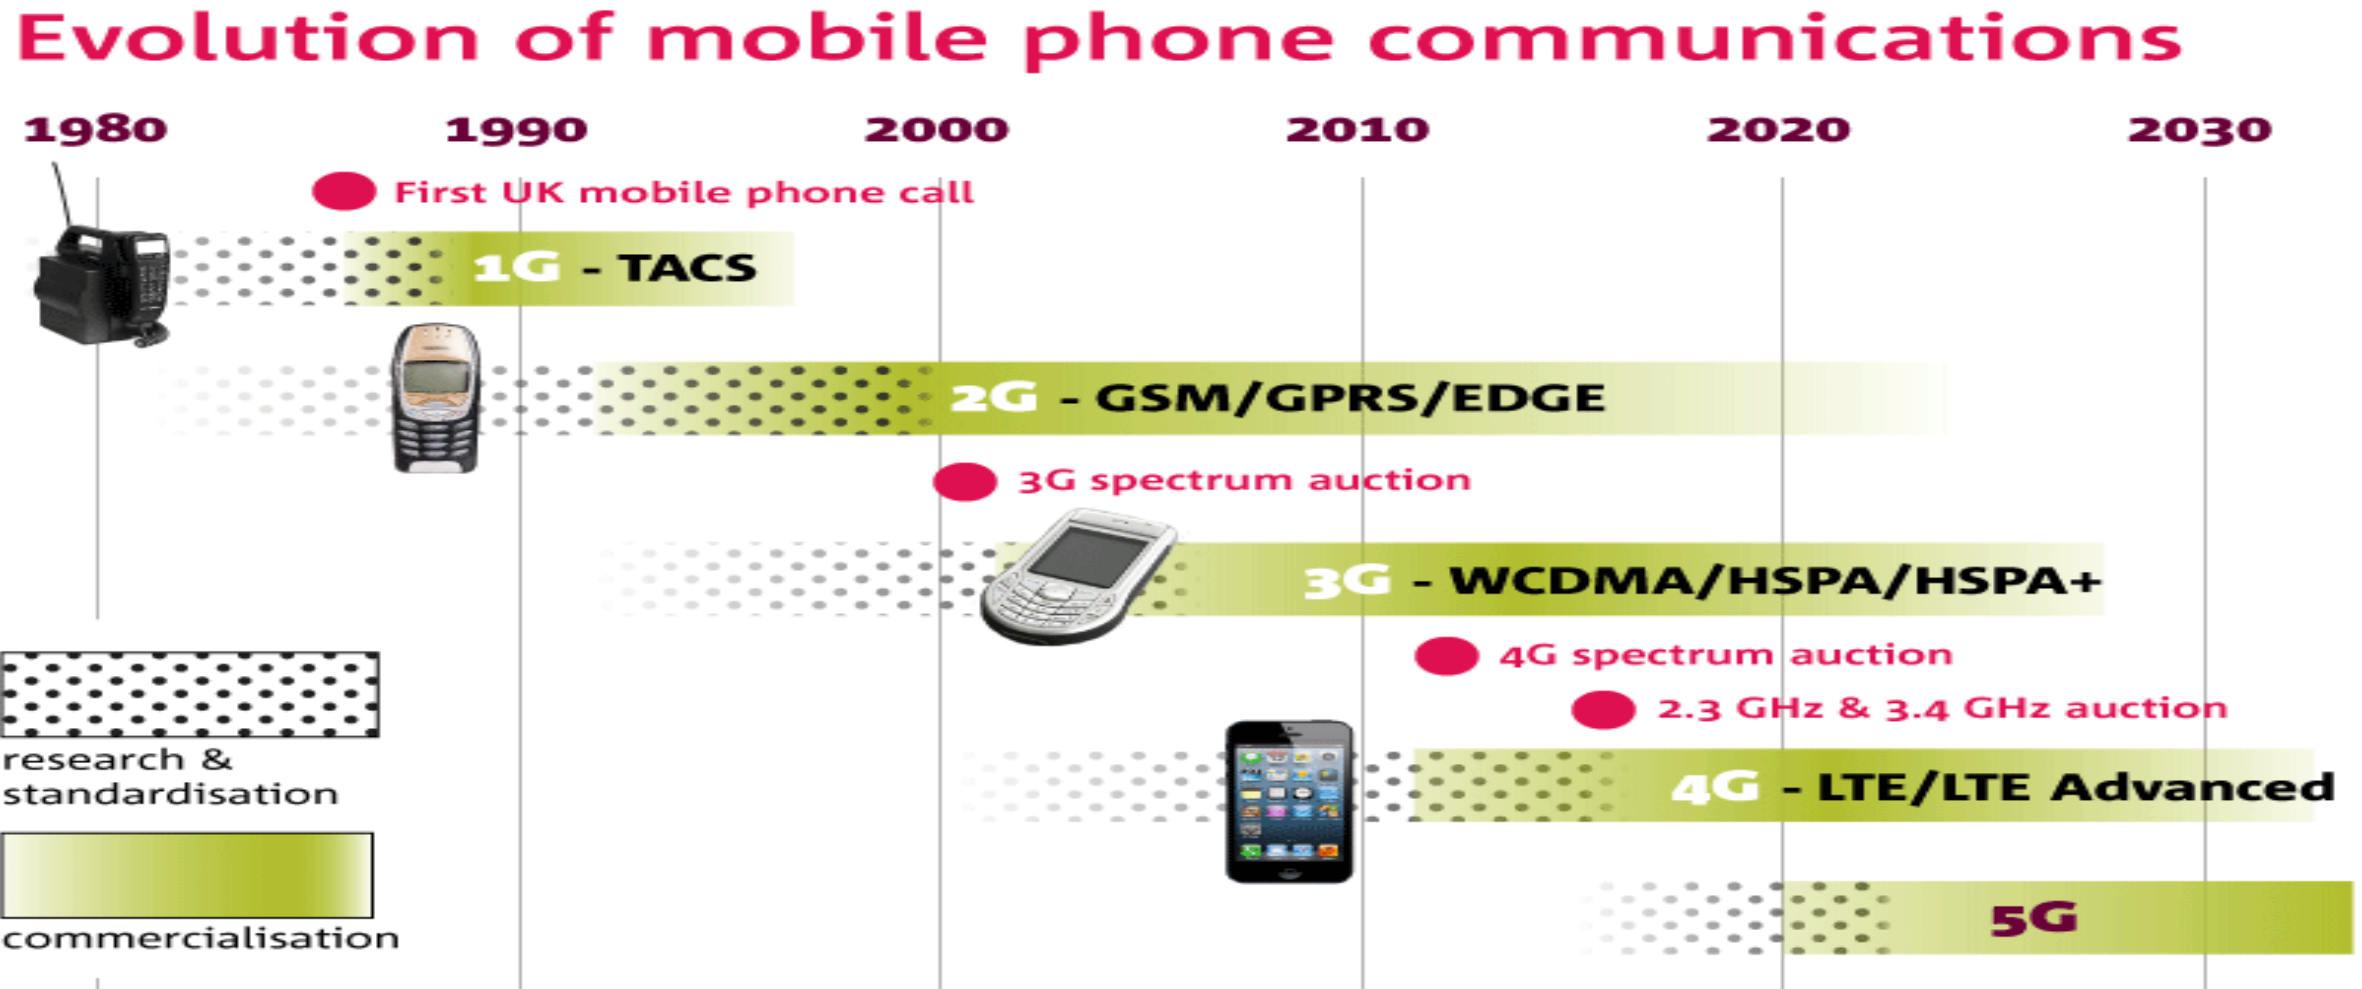 Evolution of mobile phone communications
1980 1990 2000 2010 2020 2030
First UK mobile phone call
1G - TACS
2G - GSM/GPRS/EDGE
3G spectrum auction
3G - WCDMA/HSPA/HSPA+
4G spectrum auction
2.3 GHz & 3.4 GHz auction
4G - LTE/LTE Advanced
5G
research &
standardisation
commercialisation